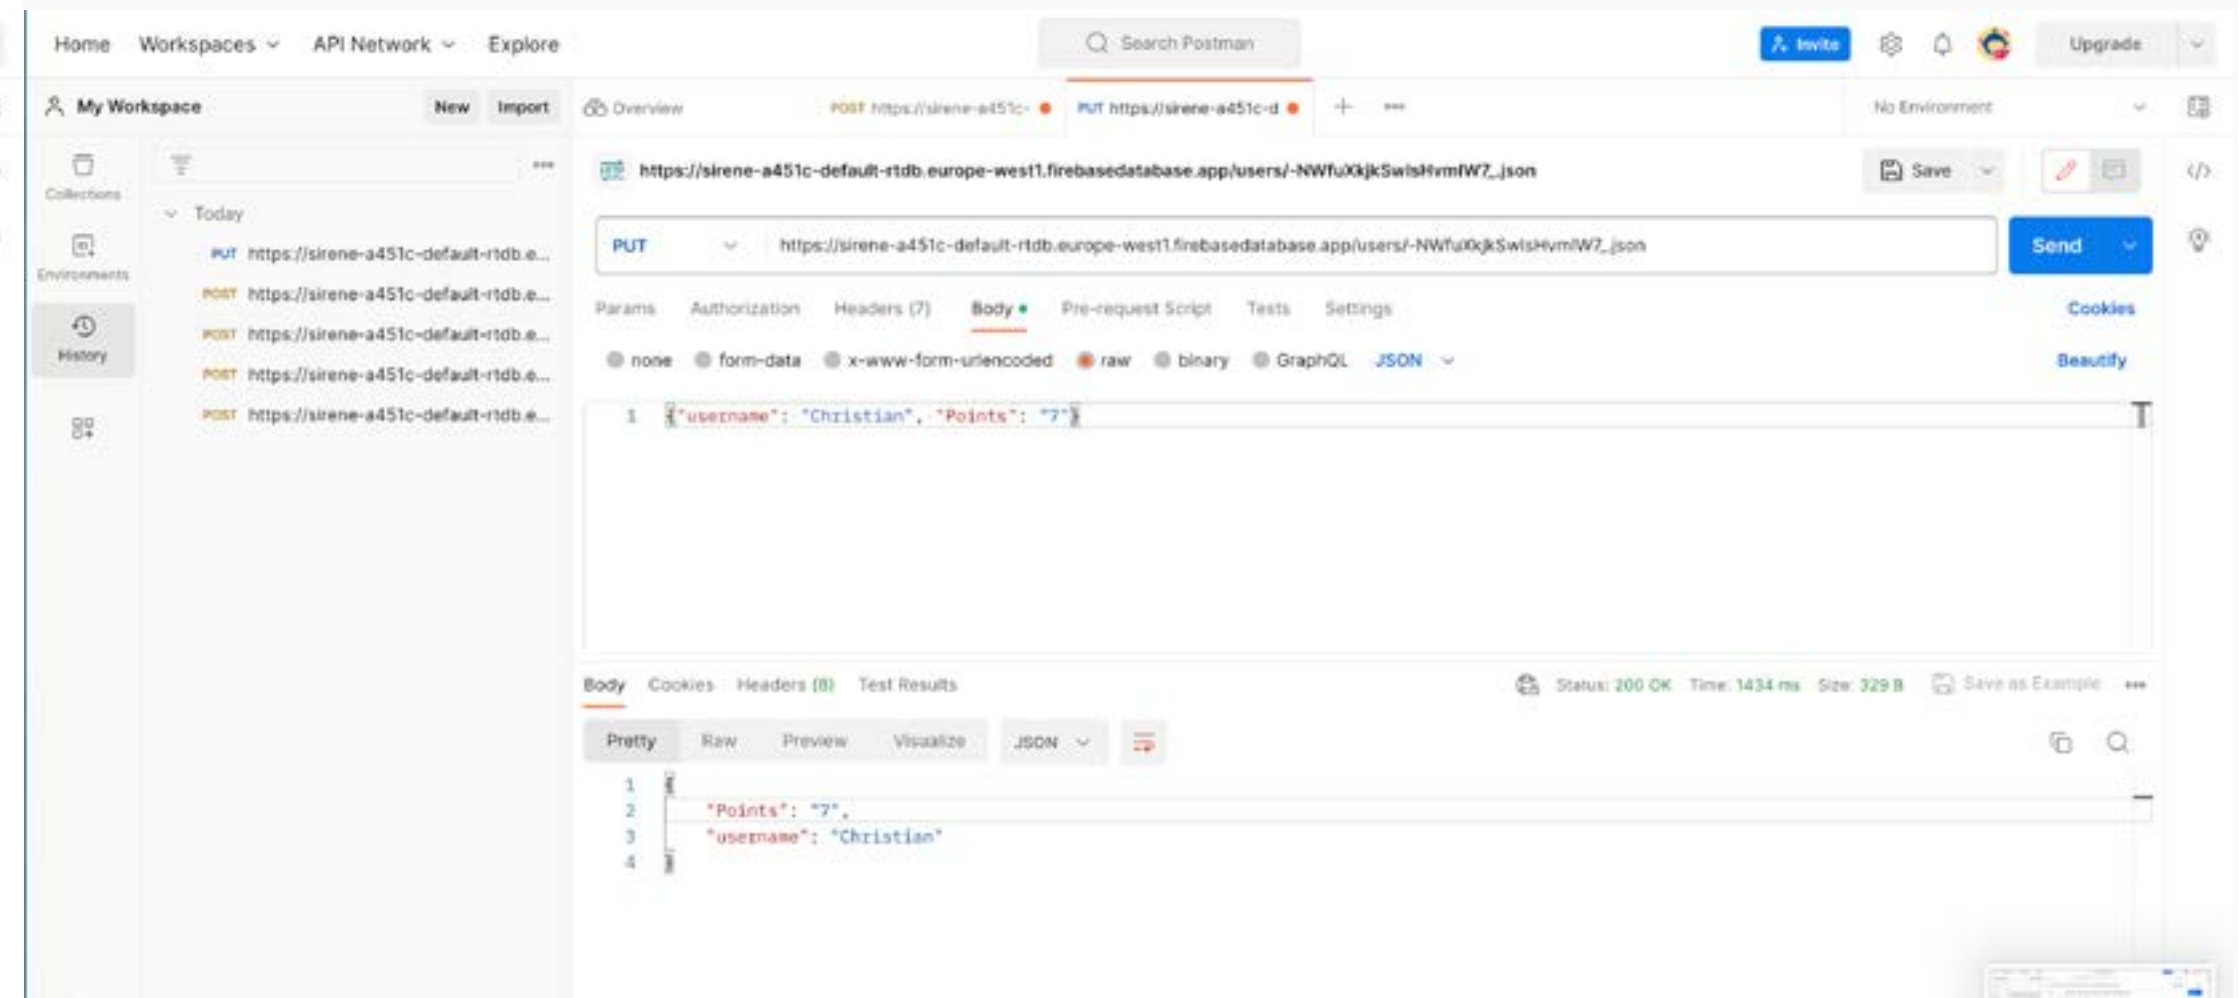 Home Workspaces API Network Explore Search Postman Invite Upgrade
My Workspace New Import Overview POST https://sirene-a451c- PUT https://sirene-a451c-d No Environment
Collections
Environments
History
Today
PUT https://sirene-a451c-default-rtdb.e...
POST https://sirene-a451c-default-rtdb.e...
POST https://sirene-a451c-default-rtdb.e...
POST https://sirene-a451c-default-rtdb.e...
POST https://sirene-a451c-default-rtdb.e...
https://sirene-a451c-default-rtdb.europe-west1.firebasedatabase.app/users/-NWfuXkjkSwIsHvmIW7_.json Save
PUT https://sirene-a451c-default-rtdb.europe-west1.firebasedatabase.app/users/-NWfuXkjkSwIsHvmIW7_.json Send
Params Authorization Headers (7) Body Pre-request Script Tests Settings Cookies
none form-data x-www-form-urlencoded raw binary GraphQL JSON Beautify
1 {"username": "Christian", "Points": "7"}
Body Cookies Headers (8) Test Results Status: 200 OK Time: 1434 ms Size: 329 B Save as Example
Pretty Raw Preview Visualize JSON
1 {
2 "Points": "7",
3 "username": "Christian"
4 }